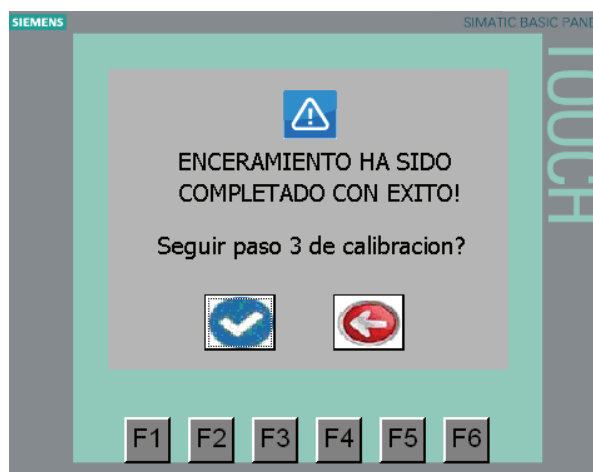 SIEMENS
SIMATIC BASIC PANE
TOUCH
ENCERAMIENTO HA SIDO
COMPLETADO CON EXITO!
Seguir paso 3 de calibracion?
F1 F2 F3 F4 F5 F6